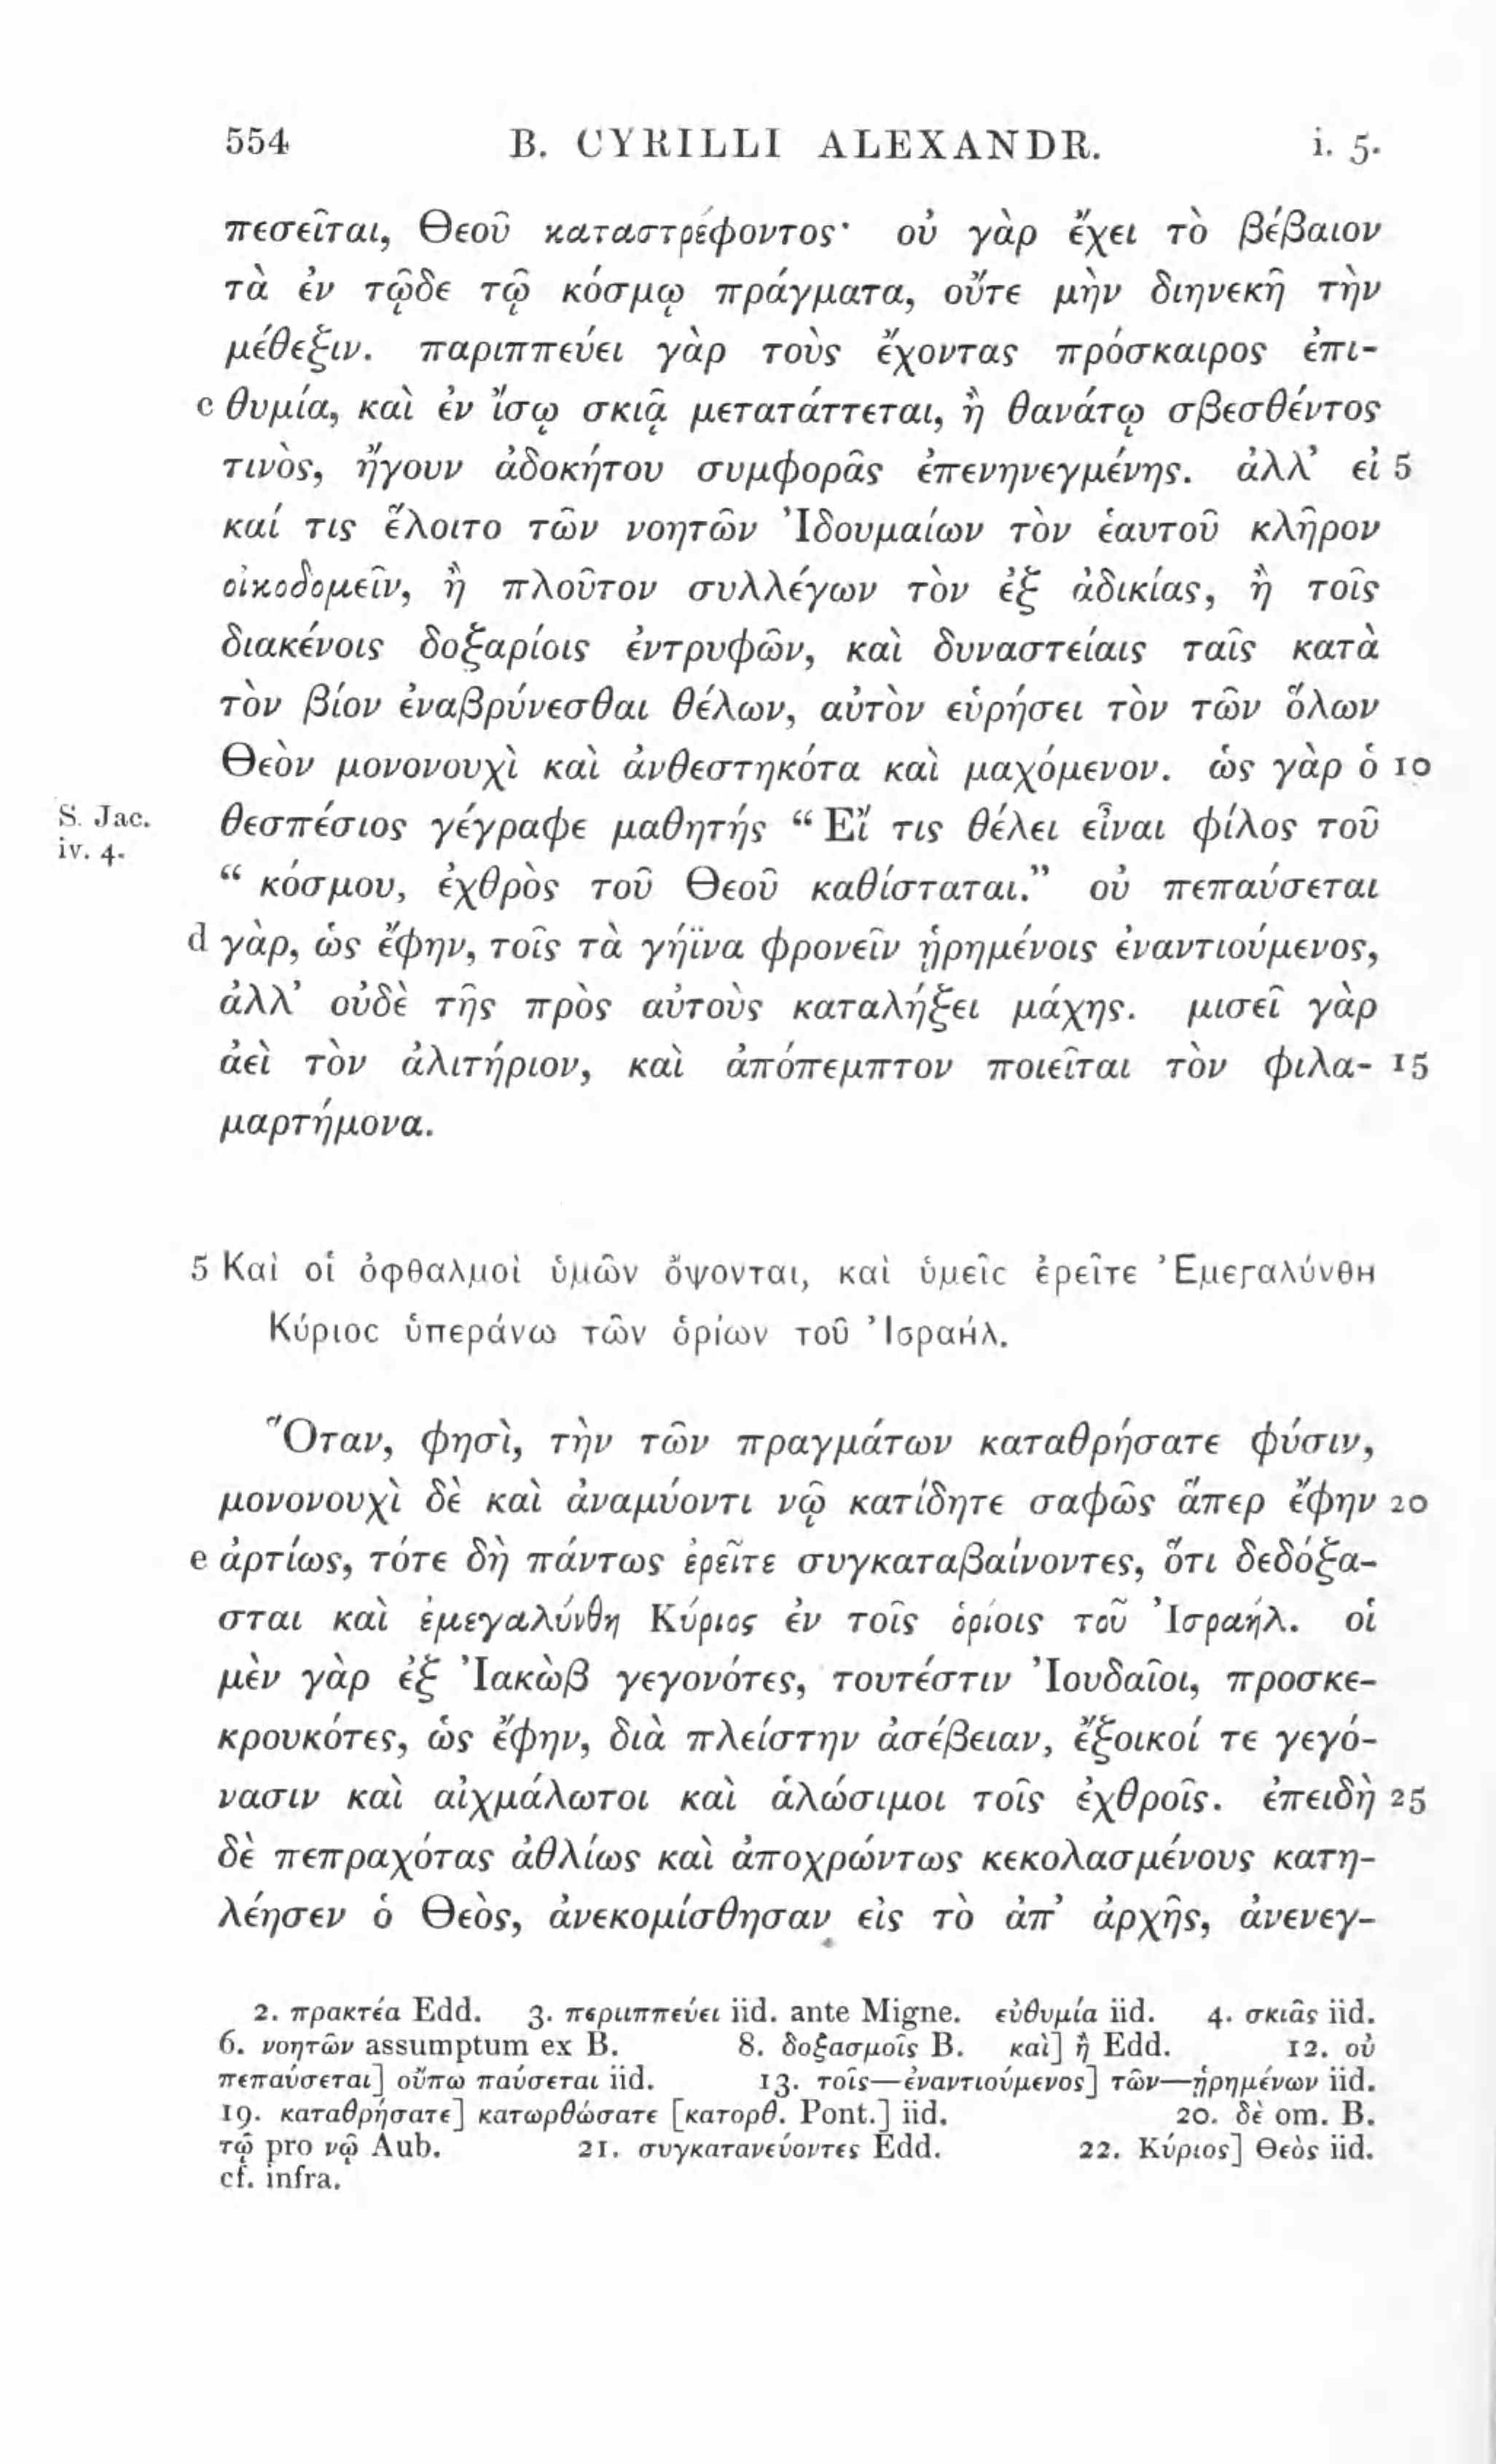 554 B. CYRILLI ALEXANDR. i. 5.
πεσεῖται, Θεοῦ καταστρέφοντος· οὐ γὰρ ἔχει τὸ βέβαιον
τὰ ἐν τῷδε τῷ κόσμῳ πράγματα, οὔτε μὴν διηνεκῆ τὴν
μέθεξιν. παριππεύει γὰρ τοὺς ἔχοντας πρόσκαιρος ἐπι-
c θυμία, καὶ ἐν ἴσῳ σκιᾷ μετατάττεται, ἢ θανάτῳ σβεσθέντος
τινὸς, ἤγουν ἀδοκήτου συμφορᾶς ἐπενηνεγμένης. ἀλλ’ εἰ 5
καί τις ἕλοιτο τῶν νοητῶν Ἰδουμαίων τὸν ἑαυτοῦ κλῆρον
οἰκοδομεῖν, ἢ πλοῦτον συλλέγων τὸν ἐξ ἀδικίας, ἢ τοῖς
διακένοις δοξαρίοις ἐντρυφῶν, καὶ δυναστείαις ταῖς κατὰ
τὸν βίον ἐναβρύνεσθαι θέλων, αὐτὸν εὑρήσει τὸν τῶν ὅλων
Θεὸν μονονουχὶ καὶ ἀνθεστηκότα καὶ μαχόμενον. ὡς γὰρ ὁ 10
S. Jac. θεσπέσιος γέγραφε μαθητής “ Εἴ τις θέλει εἶναι φίλος τοῦ
iv. 4. “ κόσμου, ἐχθρὸς τοῦ Θεοῦ καθίσταται.” οὐ πεπαύσεται
d γὰρ, ὡς ἔφην, τοῖς τὰ γήϊνα φρονεῖν ᾑρημένοις ἐναντιούμενος,
ἀλλ’ οὐδὲ τῆς πρὸς αὐτοὺς καταλήξει μάχης. μισεῖ γὰρ
ἀεὶ τὸν ἀλιτήριον, καὶ ἀπόπεμπτον ποιεῖται τὸν φιλα- 15
μαρτήμονα.
5 Καὶ οἱ ὀφθαλμοὶ ὑμῶν ὄψονται, καὶ ὑμεῖς ἐρεῖτε Ἐμεγαλύνθη
Κύριος ὑπεράνω τῶν ὁρίων τοῦ Ἰσραήλ.
Ὅταν, φησὶ, τὴν τῶν πραγμάτων καταθρήσατε φύσιν,
μονονουχὶ δὲ καὶ ἀναμύοντι νῷ κατίδητε σαφῶς ἅπερ ἔφην 20
e ἀρτίως, τότε δὴ πάντως ἐρεῖτε συγκαταβαίνοντες, ὅτι δεδόξα-
σται καὶ ἐμεγαλύνθη Κύριος ἐν τοῖς ὁρίοις τοῦ Ἰσραήλ. οἱ
μὲν γὰρ ἐξ Ἰακὼβ γεγονότες, τουτέστιν Ἰουδαῖοι, προσκε-
κρουκότες, ὡς ἔφην, διὰ πλείστην ἀσέβειαν, ἔξοικοί τε γεγό-
νασιν καὶ αἰχμάλωτοι καὶ ἁλώσιμοι τοῖς ἐχθροῖς. ἐπειδὴ 25
δὲ πεπραχότας ἀθλίως καὶ ἀποχρώντως κεκολασμένους κατη-
λέησεν ὁ Θεὸς, ἀνεκομίσθησαν εἰς τὸ ἀπ’ ἀρχῆς, ἀνενεγ-
2. πρακτέα Edd. 3. περιιππεύει iid. ante Migne. εὐθυμία iid. 4. σκιᾶς iid.
6. νοητῶν assumptum ex B. 8. δοξασμοῖς B. καὶ] ἢ Edd. 12. οὐ
πεπαύσεται] οὔπω παύσεται iid. 13. τοῖς—ἐναντιούμενος] τῶν—ᾑρημένων iid.
19. καταθρήσατε] κατωρθώσατε [κατορθ. Pont.] iid. 20. δὲ om. B.
τῷ pro νῷ Aub. 21. συγκατανεύοντες Edd. 22. Κύριος] Θεὸς iid.
cf. infra.